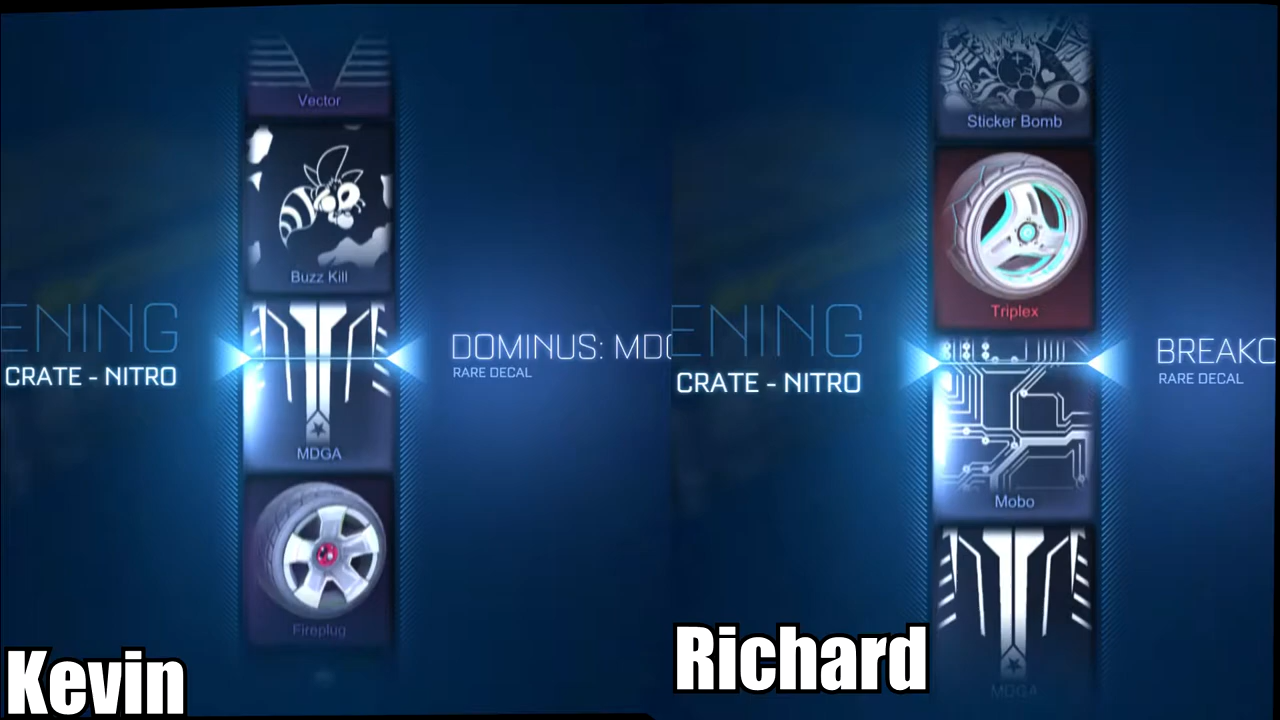 Vector
Buzz Kill
ENING
CRATE - NITRO
DOMINUS: MDG
RARE DECAL
MDGA
Fireplug
Kevin
Sticker Bomb
Triplex
ENING
CRATE - NITRO
BREAKO
RARE DECAL
Mobo
MDGA
Richard